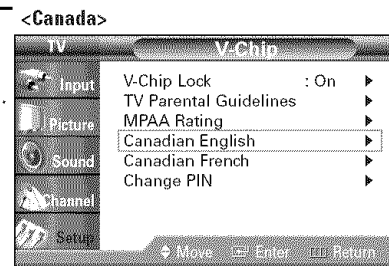 <Canada>
TV V-Chip
Input
Picture
Sound
Channel
Setup
V-Chip Lock : On
TV Parental Guidelines
MPAA Rating
Canadian English
Canadian French
Change PIN
Move Enter Return